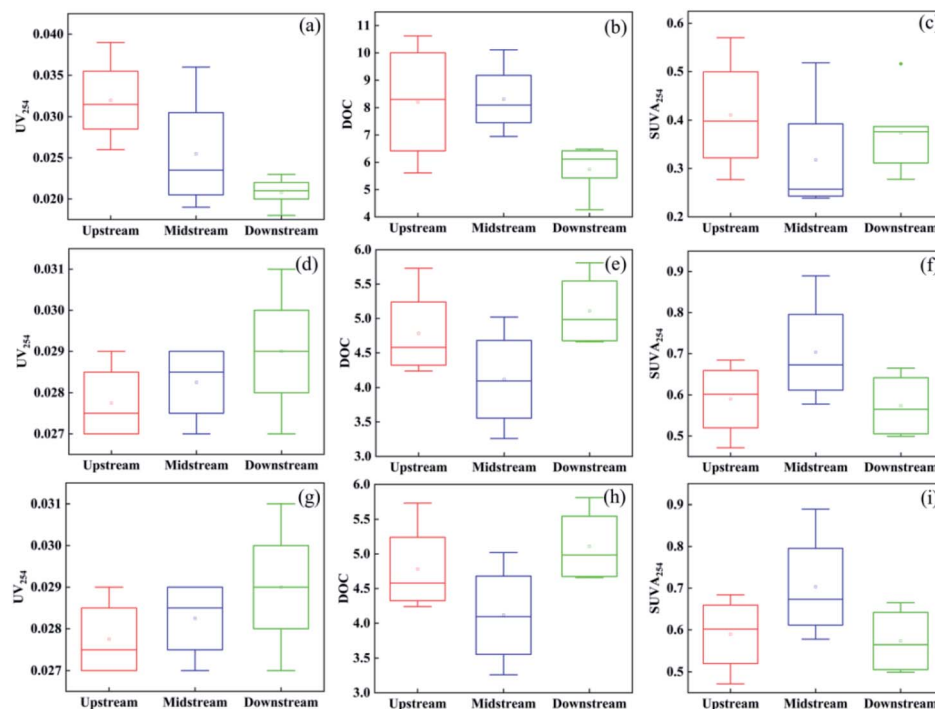 (a)
UV254
0.040
0.035
0.030
0.025
0.020
Upstream Midstream Downstream
(b)
DOC
11
10
9
8
7
6
5
4
Upstream Midstream Downstream
(c)
SUVA254
0.6
0.5
0.4
0.3
0.2
Upstream Midstream Downstream
(d)
UV254
0.031
0.030
0.029
0.028
0.027
Upstream Midstream Downstream
(e)
DOC
6.0
5.5
5.0
4.5
4.0
3.5
3.0
Upstream Midstream Downstream
(f)
SUVA254
0.9
0.8
0.7
0.6
0.5
Upstream Midstream Downstream
(g)
UV254
0.031
0.030
0.029
0.028
0.027
Upstream Midstream Downstream
(h)
DOC
6.0
5.5
5.0
4.5
4.0
3.5
3.0
Upstream Midstream Downstream
(i)
SUVA254
0.9
0.8
0.7
0.6
0.5
Upstream Midstream Downstream